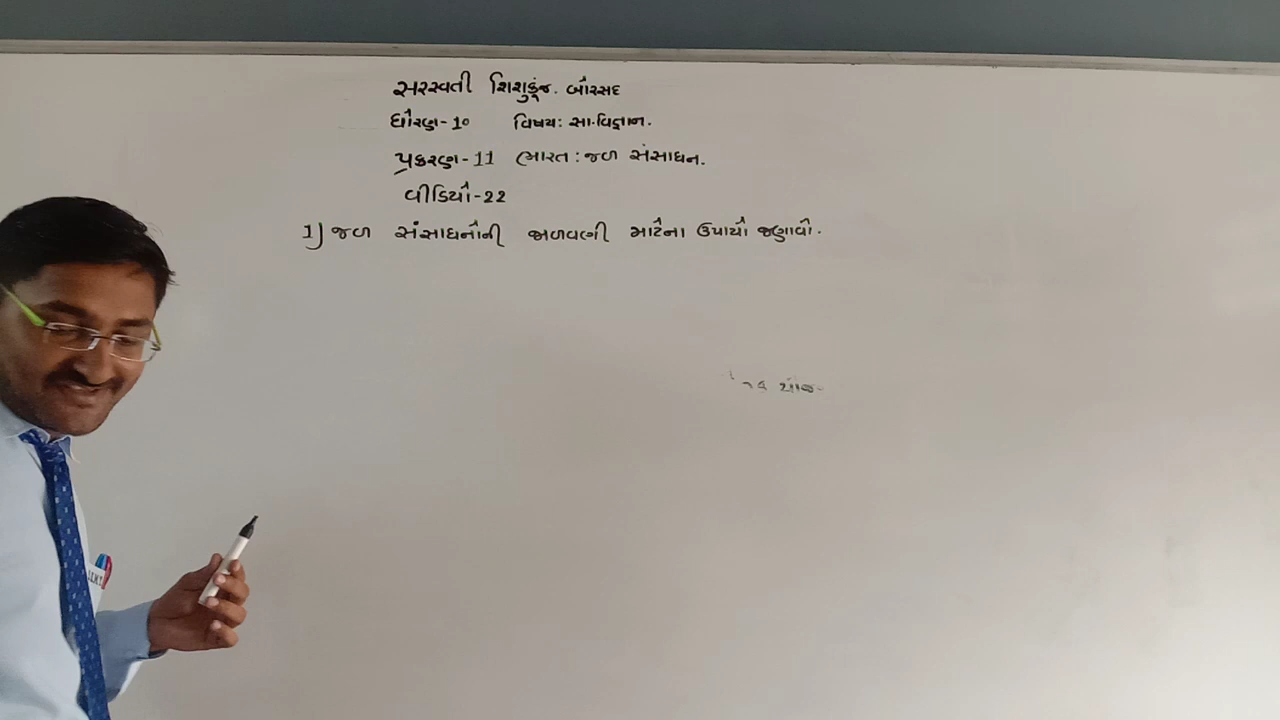 સરસ્વતી શિશુકુંજ. બોરસદ
ધોરણ-10 વિષય: સા.વિજ્ઞાન.
પ્રકરણ-11 ભારત : જળ સંસાધન.
વીડિયો-22
1) જળ સંસાધનોની જાળવણી માટેના ઉપાયો જણાવો.